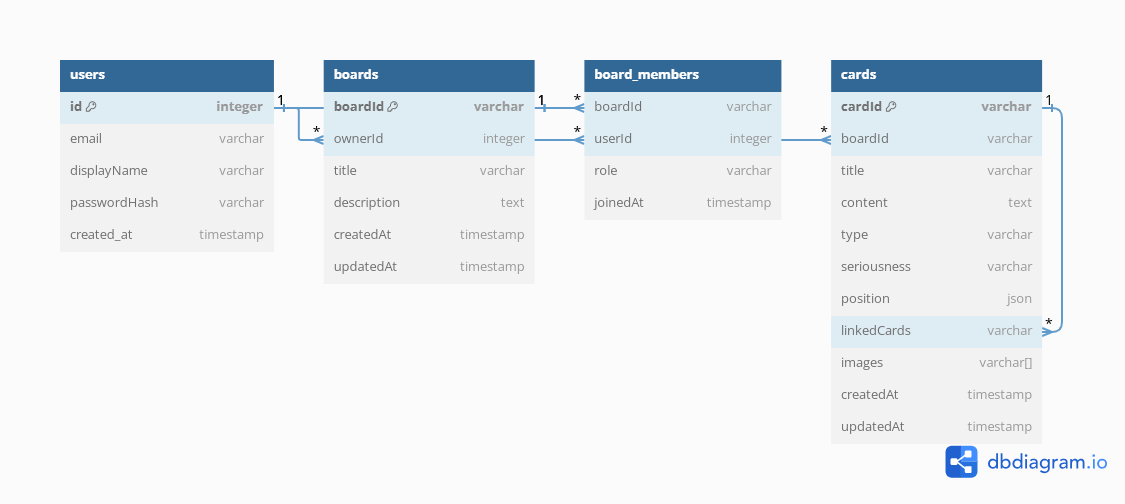 users
id integer
email varchar
displayName varchar
passwordHash varchar
created_at timestamp
boards
boardId varchar
ownerId integer
title varchar
description text
createdAt timestamp
updatedAt timestamp
board_members
boardId varchar
userId integer
role varchar
joinedAt timestamp
cards
cardId varchar
boardId varchar
title varchar
content text
type varchar
seriousness varchar
position json
linkedCards varchar
images varchar[]
createdAt timestamp
updatedAt timestamp
1
*
1
*
*
*
1
*
dbdiagram.io